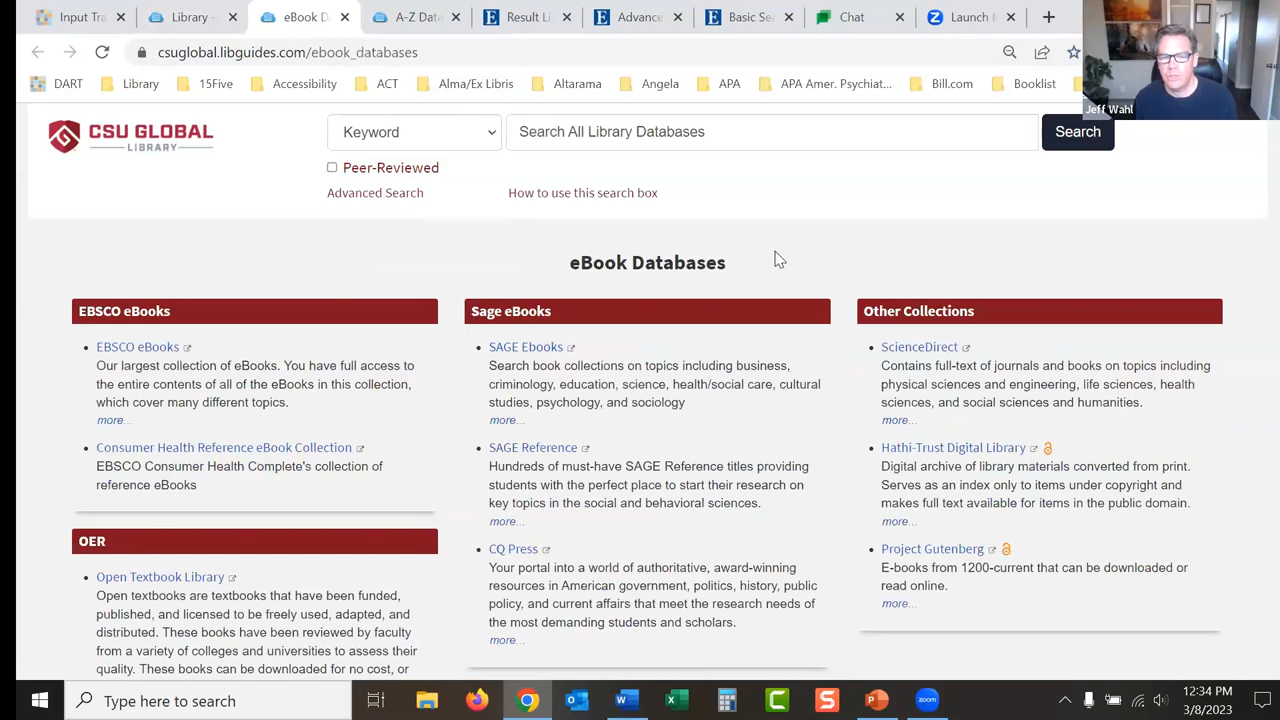 Input Tra
Library
eBook D
A-Z Data
Result Li
Advance
Basic Se
Chat
Launch
csuglobal.libguides.com/ebook_databases
DART
Library
15Five
Accessibility
ACT
Alma/Ex Libris
Altarama
Angela
APA
APA Amer. Psychiat...
Bill.com
Booklist
Jeff Wahl
CSU GLOBAL
LIBRARY
Keyword
Search All Library Databases
Search
Peer-Reviewed
Advanced Search
How to use this search box
eBook Databases
EBSCO eBooks
EBSCO eBooks
Our largest collection of eBooks. You have full access to
the entire contents of all of the eBooks in this collection,
which cover many different topics.
more...
Consumer Health Reference eBook Collection
EBSCO Consumer Health Complete's collection of
reference eBooks
OER
Open Textbook Library
Open textbooks are textbooks that have been funded,
published, and licensed to be freely used, adapted, and
distributed. These books have been reviewed by faculty
from a variety of colleges and universities to assess their
quality. These books can be downloaded for no cost, or
Sage eBooks
SAGE Ebooks
Search book collections on topics including business,
criminology, education, science, health/social care, cultural
studies, psychology, and sociology
more...
SAGE Reference
Hundreds of must-have SAGE Reference titles providing
students with the perfect place to start their research on
key topics in the social and behavioral sciences.
more...
CQ Press
Your portal into a world of authoritative, award-winning
resources in American government, politics, history, public
policy, and current affairs that meet the research needs of
the most demanding students and scholars.
more...
Other Collections
ScienceDirect
Contains full-text of journals and books on topics including
physical sciences and engineering, life sciences, health
sciences, and social sciences and humanities.
more...
Hathi-Trust Digital Library
Digital archive of library materials converted from print.
Serves as an index only to items under copyright and
makes full text available for items in the public domain.
more...
Project Gutenberg
E-books from 1200-current that can be downloaded or
read online.
more...
Type here to search
12:34 PM
3/8/2023